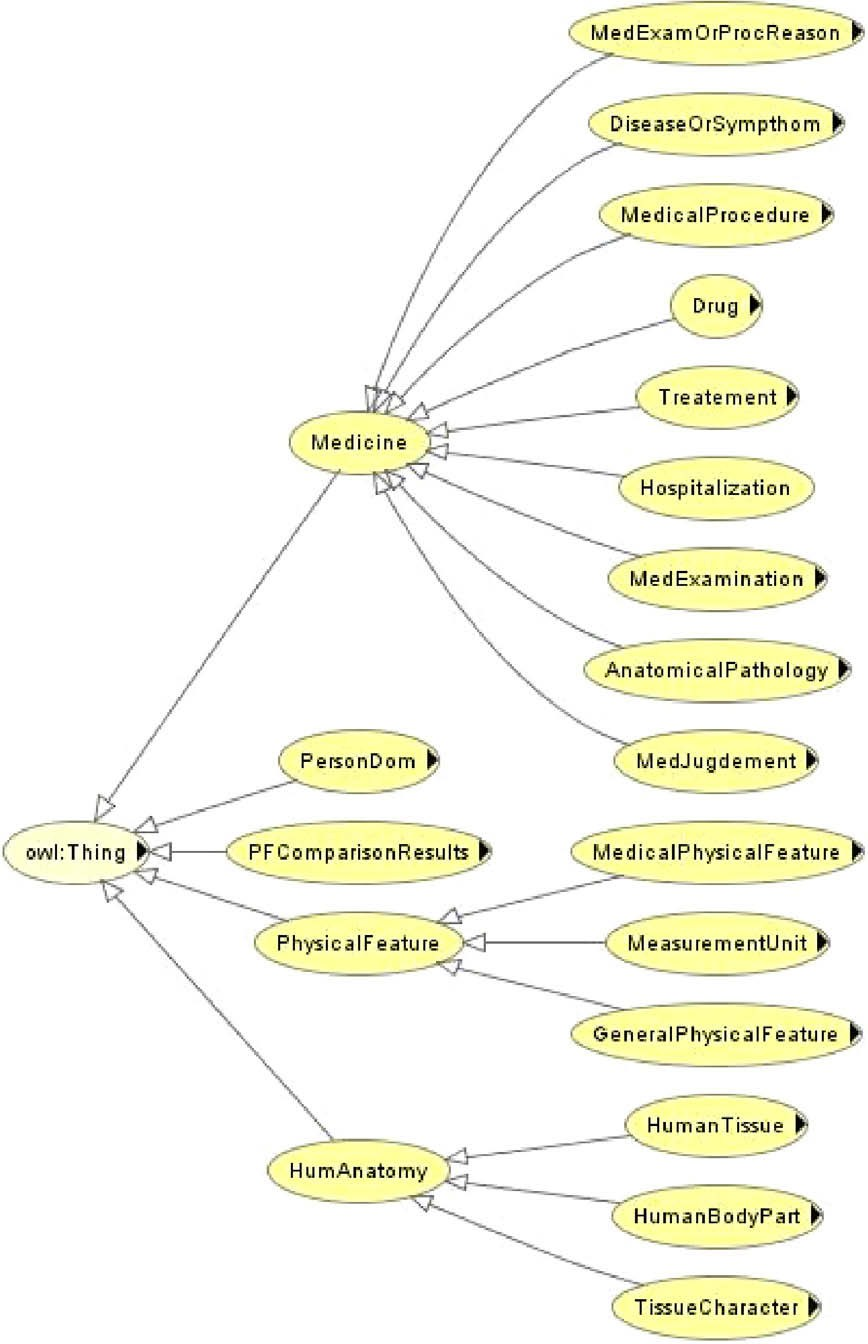 MedExamOrProcReason
DiseaseOrSympthom
MedicalProcedure
Drug
Treatement
Medicine
Hospitalization
MedExamination
AnatomicalPathology
PersonDom
MedJugdement
owl:Thing
PFComparisonResults
MedicalPhysicalFeature
PhysicalFeature
MeasurementUnit
GeneralPhysicalFeature
HumanTissue
HumAnatomy
HumanBodyPart
TissueCharacter